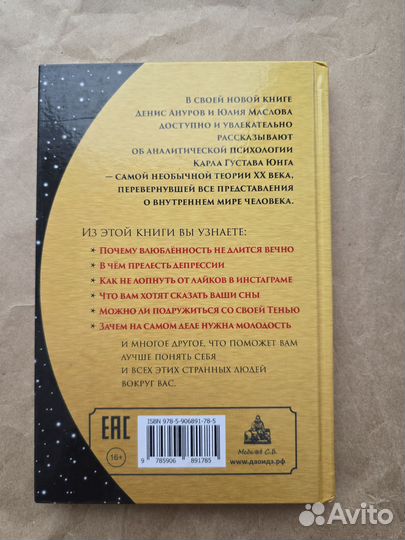 В СВОЕЙ НОВОЙ КНИГЕ
ДЕНИС АНУРОВ И ЮЛИЯ МАСЛОВА
ДОСТУПНО И УВЛЕКАТЕЛЬНО
РАССКАЗЫВАЮТ
ОБ АНАЛИТИЧЕСКОЙ ПСИХОЛОГИИ
КАРЛА ГУСТАВА ЮНГА
— САМОЙ НЕОБЫЧНОЙ ТЕОРИИ XX ВЕКА,
ПЕРЕВЕРНУВШЕЙ ВСЕ ПРЕДСТАВЛЕНИЯ
О ВНУТРЕННЕМ МИРЕ ЧЕЛОВЕКА.
ИЗ ЭТОЙ КНИГИ ВЫ УЗНАЕТЕ:
* ПОЧЕМУ ВЛЮБЛЁННОСТЬ НЕ ДЛИТСЯ ВЕЧНО
* В ЧЁМ ПРЕЛЕСТЬ ДЕПРЕССИИ
* КАК НЕ ЛОПНУТЬ ОТ ЛАЙКОВ В ИНСТАГРАМЕ
* ЧТО ВАМ ХОТЯТ СКАЗАТЬ ВАШИ СНЫ
* МОЖНО ЛИ ПОДРУЖИТЬСЯ СО СВОЕЙ ТЕНЬЮ
* ЗАЧЕМ НА САМОМ ДЕЛЕ НУЖНА МОЛОДОСТЬ
И МНОГОЕ ДРУГОЕ, ЧТО ПОМОЖЕТ ВАМ
ЛУЧШЕ ПОНЯТЬ СЕБЯ
И ВСЕХ ЭТИХ СТРАННЫХ ЛЮДЕЙ
ВОКРУГ ВАС.
EAC
16+
ISBN 978-5-906891-78-5
9 785906 891785
Медков С.В.
www.даоида.рф
Avito